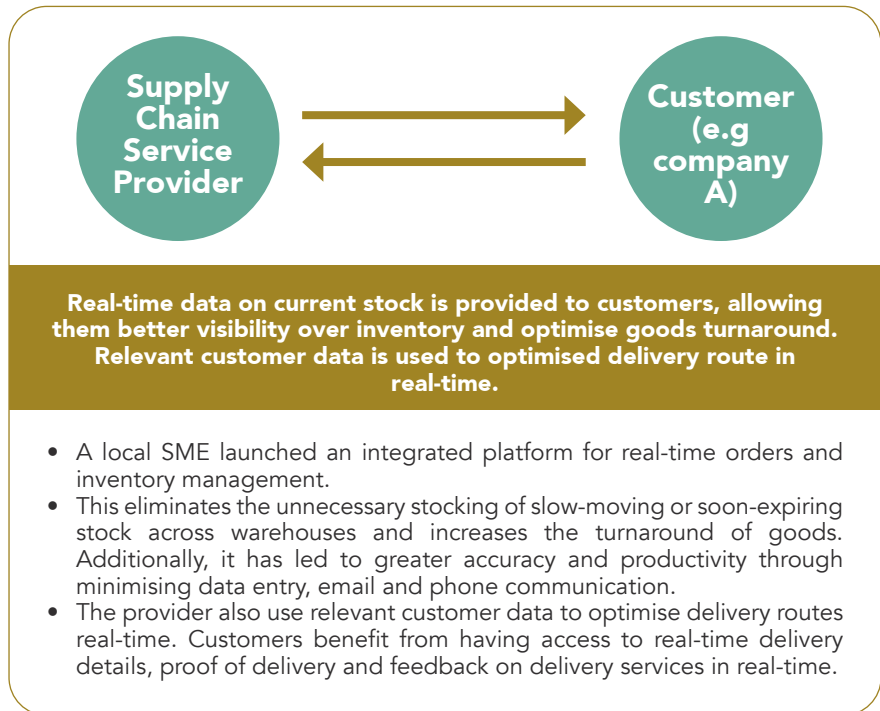 Supply
Chain
Service
Provider
Customer
(e.g
company
A)
Real-time data on current stock is provided to customers, allowing
them better visibility over inventory and optimise goods turnaround.
Relevant customer data is used to optimised delivery route in
real-time.
• A local SME launched an integrated platform for real-time orders and
inventory management.
• This eliminates the unnecessary stocking of slow-moving or soon-expiring
stock across warehouses and increases the turnaround of goods.
Additionally, it has led to greater accuracy and productivity through
minimising data entry, email and phone communication.
• The provider also use relevant customer data to optimise delivery routes
real-time. Customers benefit from having access to real-time delivery
details, proof of delivery and feedback on delivery services in real-time.